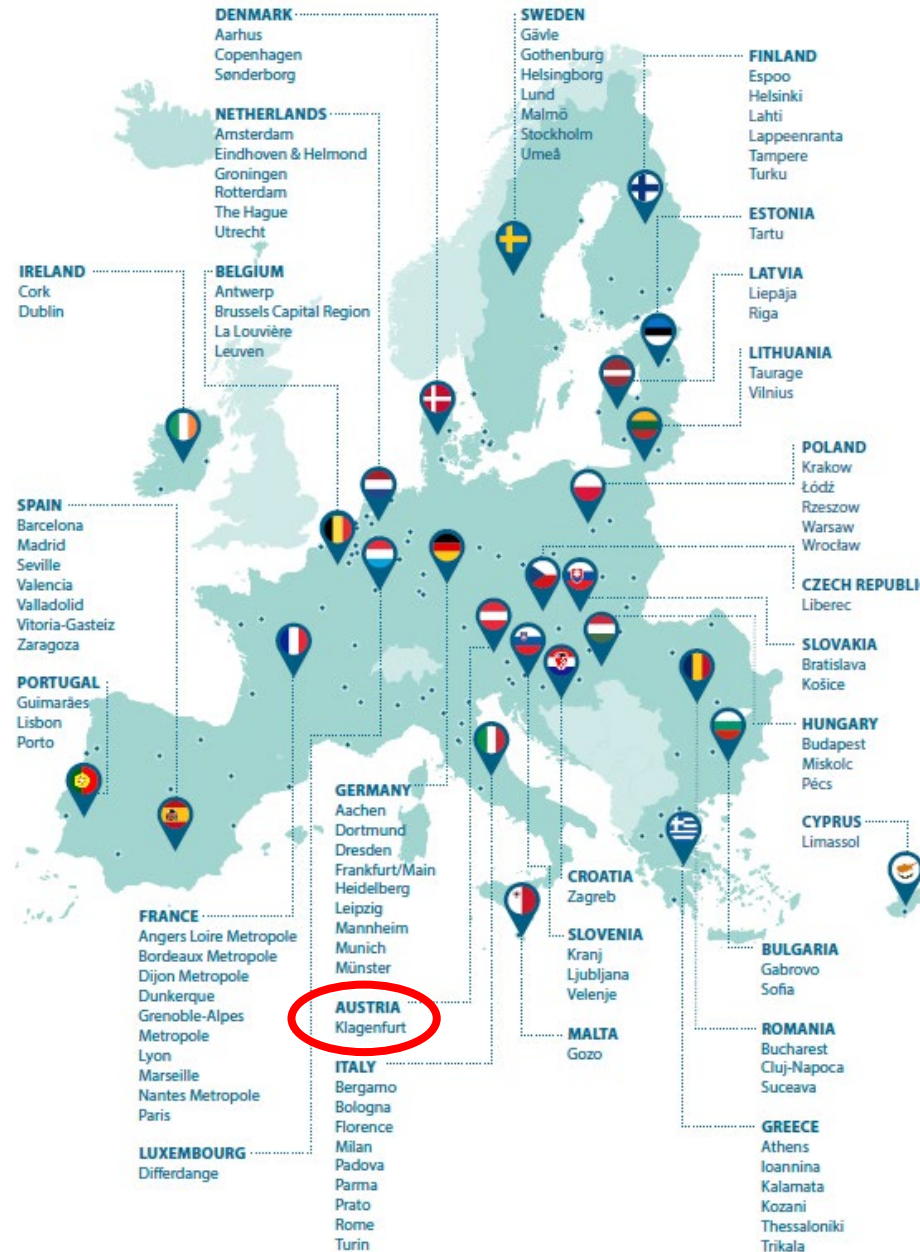 DENMARK
Aarhus
Copenhagen
Sønderborg
SWEDEN
Gävle
Gothenburg
Helsingborg
Lund
Malmö
Stockholm
Umeå
FINLAND
Espoo
Helsinki
Lahti
Lappeenranta
Tampere
Turku
NETHERLANDS
Amsterdam
Eindhoven & Helmond
Groningen
Rotterdam
The Hague
Utrecht
ESTONIA
Tartu
IRELAND
Cork
Dublin
BELGIUM
Antwerp
Brussels Capital Region
La Louvière
Leuven
LATVIA
Liepāja
Riga
LITHUANIA
Taurage
Vilnius
POLAND
Krakow
Łódź
Rzeszow
Warsaw
Wrocław
SPAIN
Barcelona
Madrid
Seville
Valencia
Valladolid
Vitoria-Gasteiz
Zaragoza
CZECH REPUBLI
Liberec
SLOVAKIA
Bratislava
Košice
PORTUGAL
Guimarães
Lisbon
Porto
HUNGARY
Budapest
Miskolc
Pécs
GERMANY
Aachen
Dortmund
Dresden
Frankfurt/Main
Heidelberg
Leipzig
Mannheim
Munich
Münster
CYPRUS
Limassol
CROATIA
Zagreb
FRANCE
Angers Loire Metropole
Bordeaux Metropole
Dijon Metropole
Dunkerque
Grenoble-Alpes
Metropole
Lyon
Marseille
Nantes Metropole
Paris
SLOVENIA
Kranj
Ljubljana
Velenje
BULGARIA
Gabrovo
Sofia
AUSTRIA
Klagenfurt
MALTA
Gozo
ROMANIA
Bucharest
Cluj-Napoca
Suceava
ITALY
Bergamo
Bologna
Florence
Milan
Padova
Parma
Prato
Rome
Turin
LUXEMBOURG
Differdange
GREECE
Athens
Ioannina
Kalamata
Kozani
Thessaloniki
Trikala